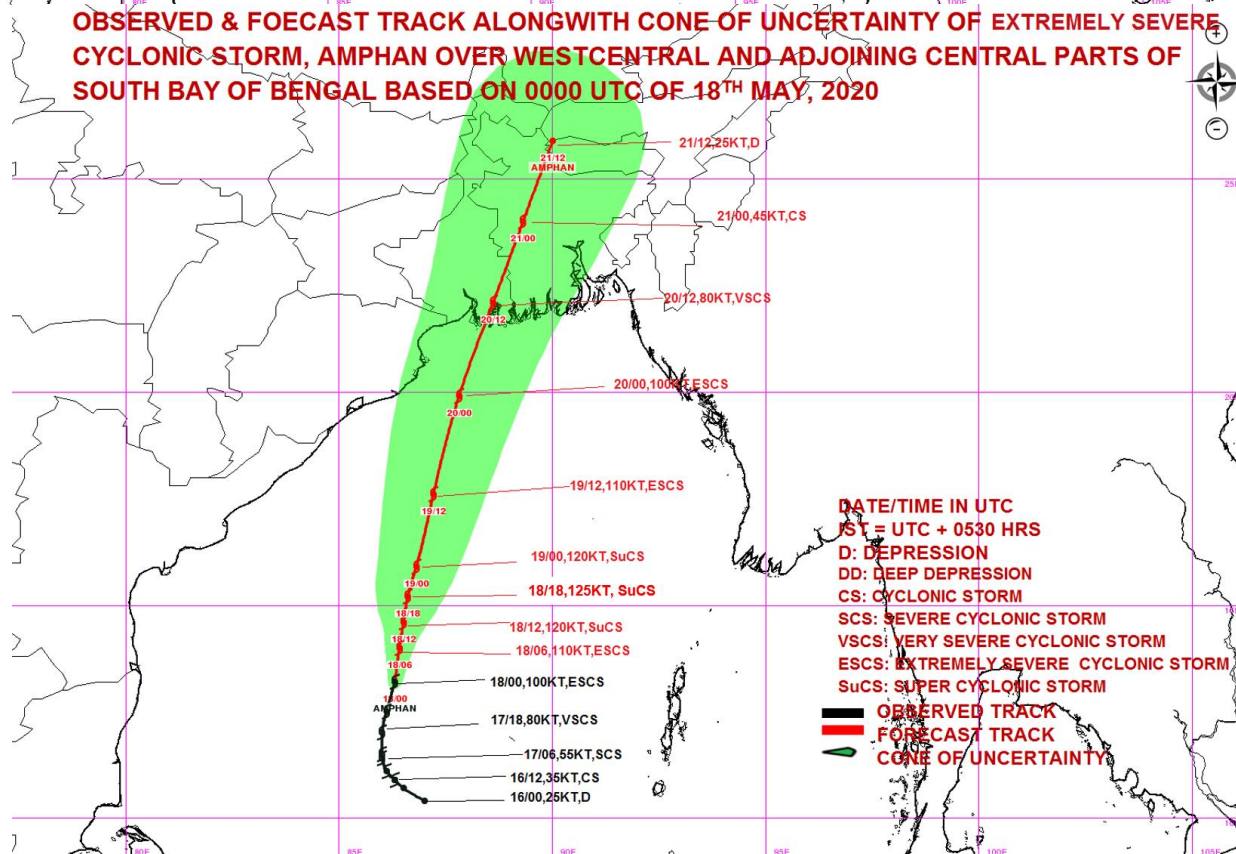 OBSERVED & FOECAST TRACK ALONGWITH CONE OF UNCERTAINTY OF EXTREMELY SEVERE
CYCLONIC STORM, AMPHAN OVER WESTCENTRAL AND ADJOINING CENTRAL PARTS OF
SOUTH BAY OF BENGAL BASED ON 0000 UTC OF 18TH MAY, 2020
21/12,25KT,D
21/12
AMPHAN
21/00,45KT,CS
21/00
20/12,80KT,VSCS
20/12
20/00,100KT,ESCS
20/00
19/12,110KT,ESCS
19/12
19/00,120KT,SuCS
19/00
18/18,125KT, SuCS
18/18
18/12,120KT,SuCS
18/12
18/06,110KT,ESCS
18/06
18/00,100KT,ESCS
18/00
AMPHAN
17/18,80KT,VSCS
17/06,55KT,SCS
16/12,35KT,CS
16/00,25KT,D
DATE/TIME IN UTC
IST = UTC + 0530 HRS
D: DEPRESSION
DD: DEEP DEPRESSION
CS: CYCLONIC STORM
SCS: SEVERE CYCLONIC STORM
VSCS: VERY SEVERE CYCLONIC STORM
ESCS: EXTREMELY SEVERE CYCLONIC STORM
SuCS: SUPER CYCLONIC STORM
OBSERVED TRACK
FORECAST TRACK
CONE OF UNCERTAINTY
80E
85E
90E
95E
100E
105E